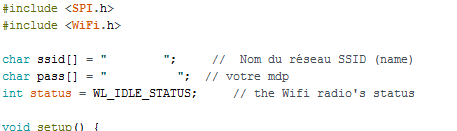 #include <SPI.h>
#include <WiFi.h>
char ssid[] = "        ";     //  Nom du réseau SSID (name)
char pass[] = "          ";  // votre mdp
int status = WL_IDLE_STATUS;     // the Wifi radio's status
void setup() {